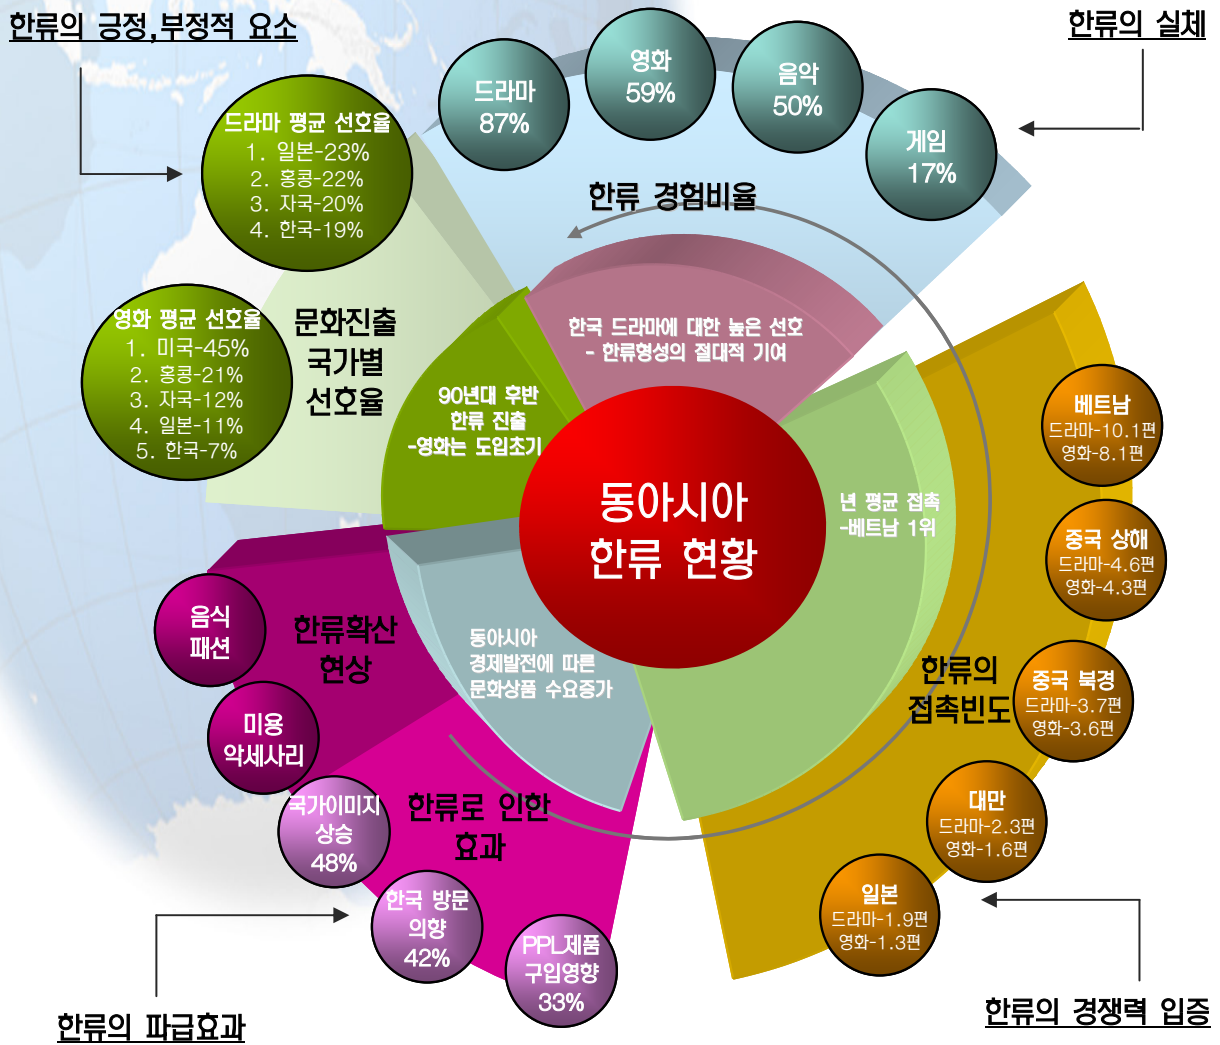 한류의 긍정,부정적 요소
한류의 실체
드라마
87%
영화
59%
음악
50%
게임
17%
한류 경험비율
드라마 평균 선호율
1. 일본-23%
2. 홍콩-22%
3. 자국-20%
4. 한국-19%
영화 평균 선호율
1. 미국-45%
2. 홍콩-21%
3. 자국-12%
4. 일본-11%
5. 한국-7%
문화진출
국가별
선호율
한국 드라마에 대한 높은 선호
- 한류형성의 절대적 기여
90년대 후반
한류 진출
-영화는 도입초기
동아시아
한류 현황
년 평균 접촉
-베트남 1위
베트남
드라마-10.1편
영화-8.1편
중국 상해
드라마-4.6편
영화-4.3편
중국 북경
드라마-3.7편
영화-3.6편
대만
드라마-2.3편
영화-1.6편
일본
드라마-1.9편
영화-1.3편
한류의
접촉빈도
동아시아
경제발전에 따른
문화상품 수요증가
한류확산
현상
음식
패션
미용
악세사리
한류로 인한
효과
국가이미지
상승
48%
한국 방문
의향
42%
PPL제품
구입영향
33%
한류의 파급효과
한류의 경쟁력 입증